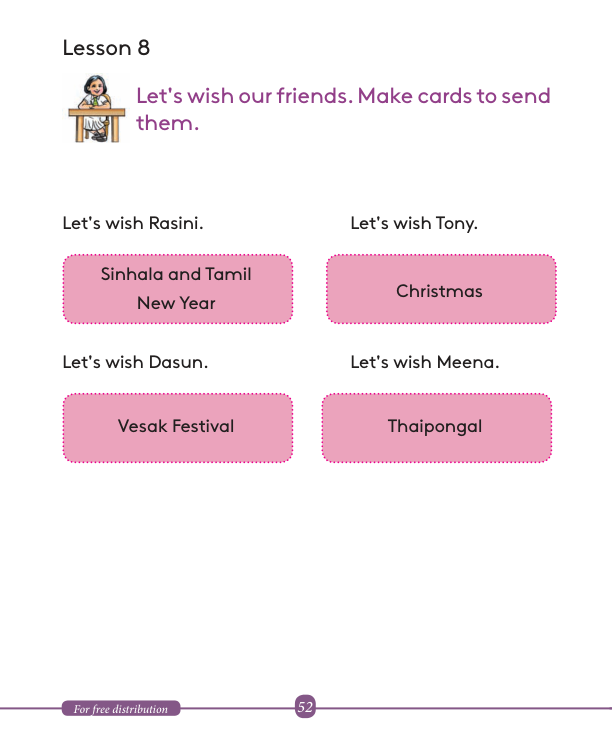 Lesson 8
Let's wish our friends. Make cards to send
them.
Let's wish Rasini.
Let's wish Tony.
Sinhala and Tamil
New Year
Christmas
Let's wish Dasun.
Let's wish Meena.
Vesak Festival
Thaipongal
For free distribution
52